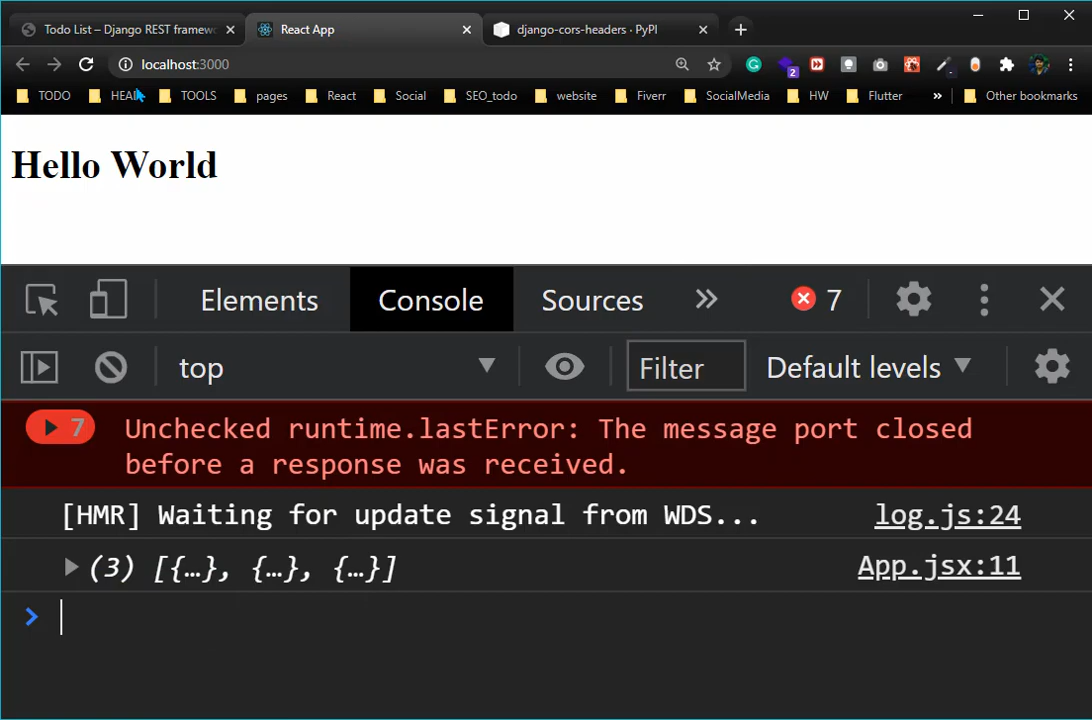 Todo List – Django REST framew
React App
django-cors-headers · PyPI
localhost:3000
2
TODO
TOOLS
pages
React
Social
SEO_todo
website
Fiverr
SocialMedia
HW
Flutter
»
Other bookmarks
Hello World
Elements
Console
Sources
7
top
Filter
Default levels
7
Unchecked runtime.lastError: The message port closed
before a response was received.
[HMR] Waiting for update signal from WDS... log.js:24
(3) [{…}, {…}, {…}] App.jsx:11